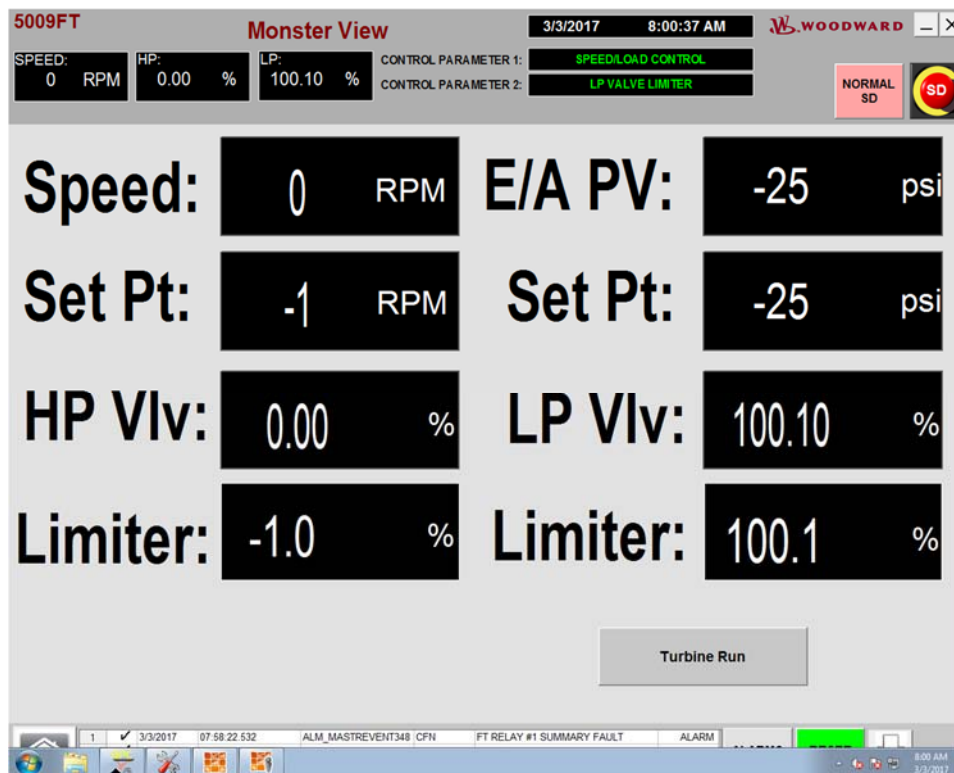 5009FT
Monster View
3/3/2017 8:00:37 AM
WOODWARD
SPEED:
0 RPM
HP:
0.00 %
LP:
100.10 %
CONTROL PARAMETER 1: SPEED/LOAD CONTROL
CONTROL PARAMETER 2: LP VALVE LIMITER
NORMAL
SD
SD
Speed: 0 RPM
E/A PV: -25 psi
Set Pt: -1 RPM
Set Pt: -25 psi
HP Vlv: 0.00 %
LP Vlv: 100.10 %
Limiter: -1.0 %
Limiter: 100.1 %
Turbine Run
1 3/3/2017 07:58:22.532 ALM_MASTREVENT348 CFN FT RELAY #1 SUMMARY FAULT ALARM
8:00 AM
3/3/2017